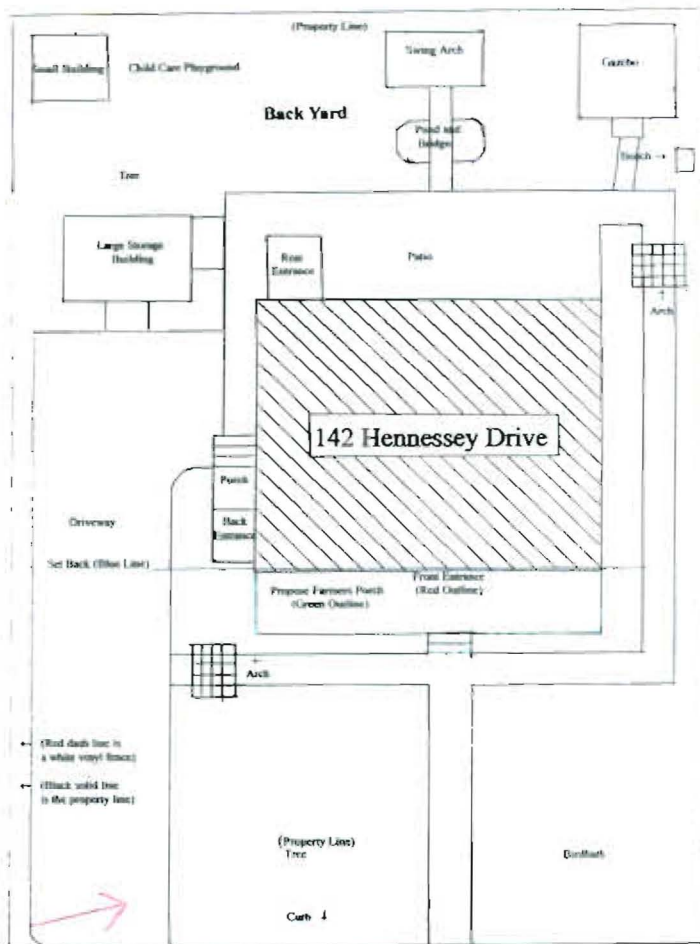 (Property Line)
Swing Arch
Gazebo
Small Building
Child Care Playground
Back Yard
Pond and
Bridge
Bench →
Tree
Large Storage
Building
Rear
Entrance
Patio
↑
Arch
142 Hennessey Drive
Porch
Back
Entrance
Driveway
Set Back (Blue Line)
Propose Farmers Porch
(Green Outline)
Front Entrance
(Red Outline)
←
Arch
← (Red dash line is
a white vinyl fence)
← (Black solid line
is the property line)
(Property Line)
Tree
Birdbath
Curb ↓